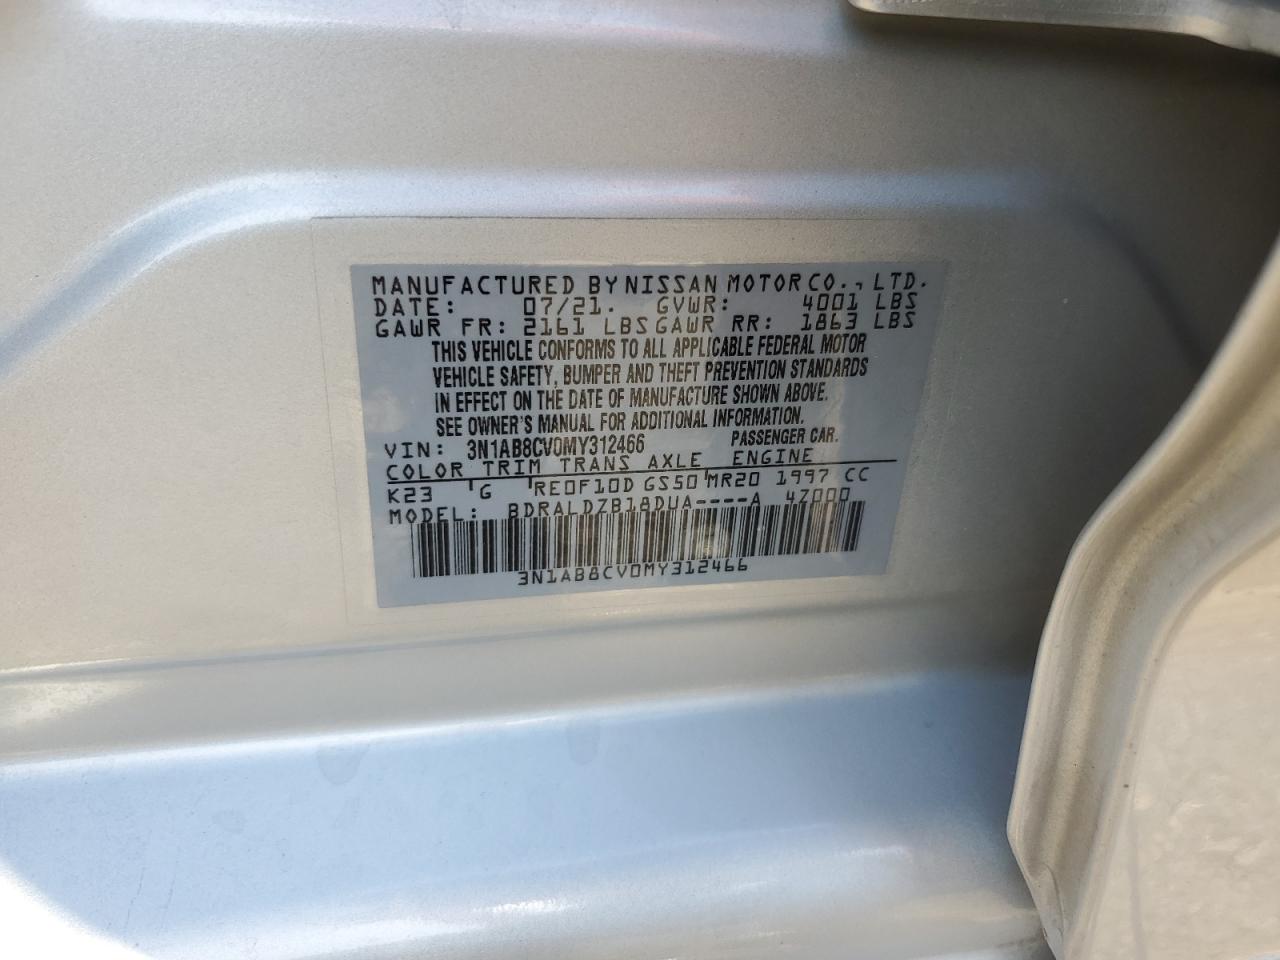 MANUFACTURED BY NISSAN MOTOR CO., LTD.
DATE: 07/21. GVWR: 4001 LBS
GAWR FR: 2161 LBS GAWR RR: 1863 LBS
THIS VEHICLE CONFORMS TO ALL APPLICABLE FEDERAL MOTOR
VEHICLE SAFETY, BUMPER AND THEFT PREVENTION STANDARDS
IN EFFECT ON THE DATE OF MANUFACTURE SHOWN ABOVE.
SEE OWNER'S MANUAL FOR ADDITIONAL INFORMATION.
VIN: 3N1AB8CV0MY312466 PASSENGER CAR.
COLOR TRIM TRANS AXLE ENGINE
K23 G RE0F10D GS50 MR20 1997 CC
MODEL: BDRALDZB18DUA----A 4Z000
3N1AB8CV0MY312466